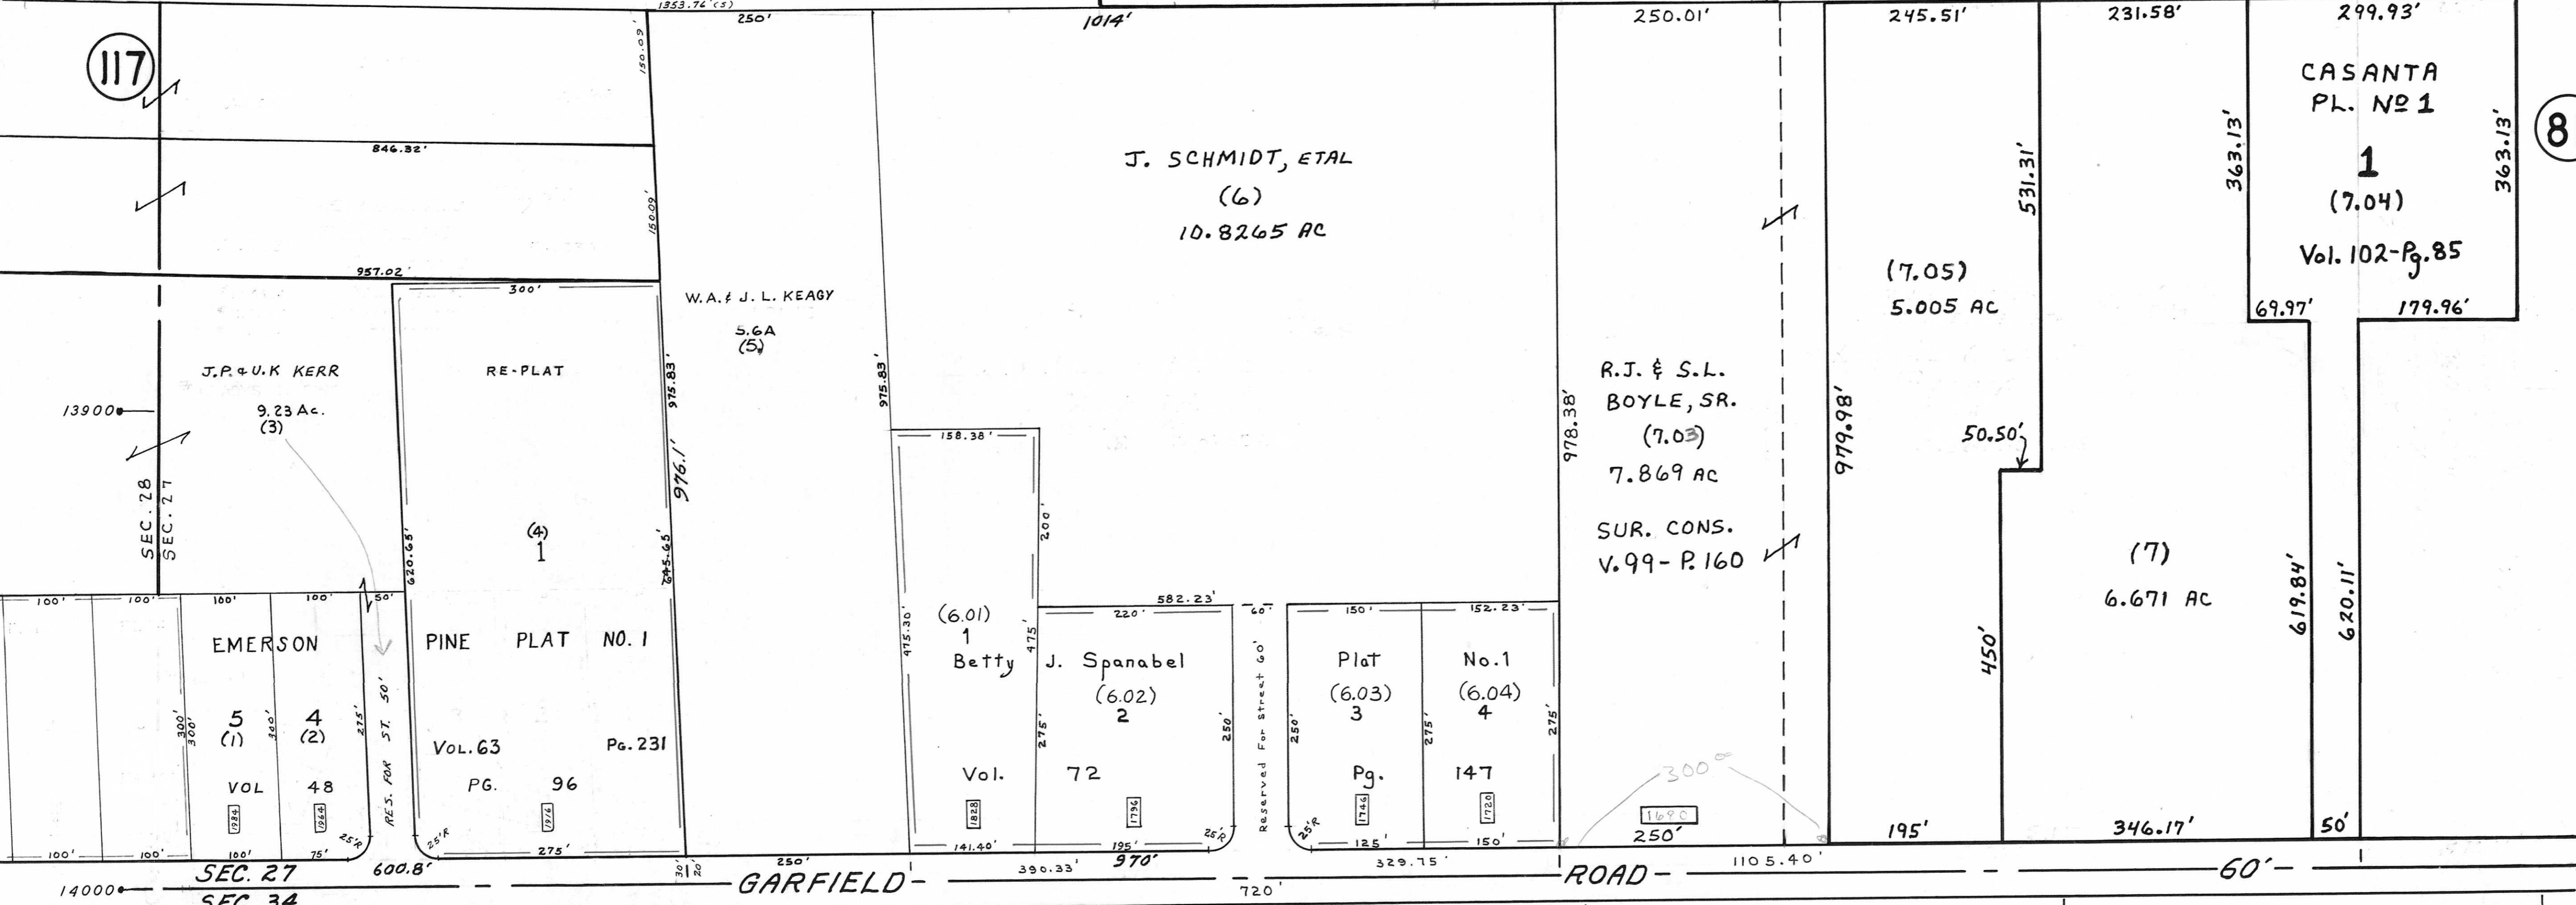 1353.76'(S)
250'
1014'
250.01'
245.51'
231.58'
299.93'
117
150.09'
846.32'
150.09'
957.02'
CASANTA
PL. Nº 1
1
(7.04)
Vol. 102-Pg. 85
363.13'
363.13'
8
69.97'
179.96'
J. SCHMIDT, ETAL
(6)
10.8265 AC
531.31'
(7.05)
5.005 AC
50.50'
300'
W.A. & J. L. KEAGY
5.6A
(5)
J.P. & U.K KERR
9.23 Ac.
(3)
13900
RE-PLAT
(4)
1
975.83'
976.1'
975.83'
620.65'
645.65'
158.38'
200'
978.38'
R.J. & S.L.
BOYLE, SR.
(7.03)
7.869 AC
SUR. CONS.
V.99- P. 160
979.98'
(7)
6.671 AC
450'
619.84'
620.11'
SEC. 28
SEC. 27
100'
100'
100'
100'
50'
EMERSON
5
(1)
4
(2)
VOL 48
300'
300'
300'
275'
1984
1964
25'R
RES. FOR ST. 50'
PINE PLAT NO. 1
VOL. 63 PG. 231
PG. 96
1916
25'R
275'
475.30'
475'
(6.01)
1
Betty J. Spanabel
(6.02)
2
582.23'
220'
60'
150'
152.23'
Plat No. 1
(6.03)
3
(6.04)
4
275'
250'
Reserved For Street 60'
250'
275'
275'
Vol. 72
Pg. 147
1828
1796
1746
1720
25'R
25'R
300
250'
195'
346.17'
50'
100'
100'
100'
75'
250'
141.40'
195'
125'
150'
SEC. 27
600.8'
30'
20'
970'
390.33'
329.75'
1105.40'
GARFIELD ROAD 60'
720'
14000
SEC. 34